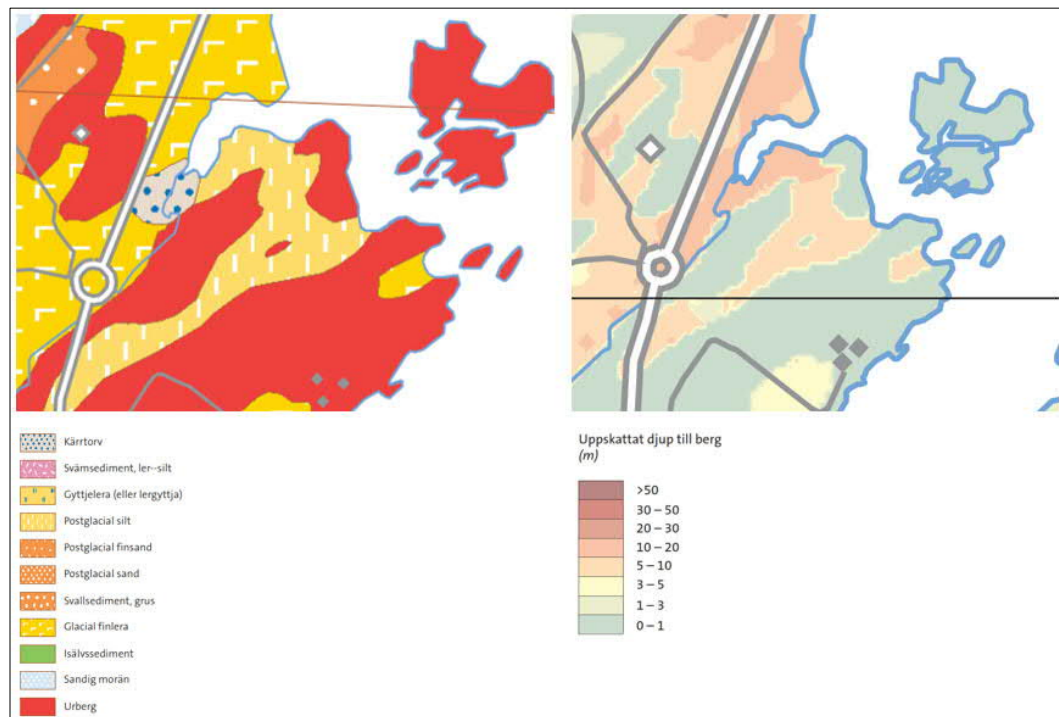 Kärrtorv
Svämsediment, ler--silt
Gyttjelera (eller lergyttja)
Postglacial silt
Postglacial finsand
Postglacial sand
Svallsediment, grus
Glacial finlera
Isälvssediment
Sandig morän
Urberg
Uppskattat djup till berg
(m)
>50
30 – 50
20 – 30
10 – 20
5 – 10
3 – 5
1 – 3
0 – 1